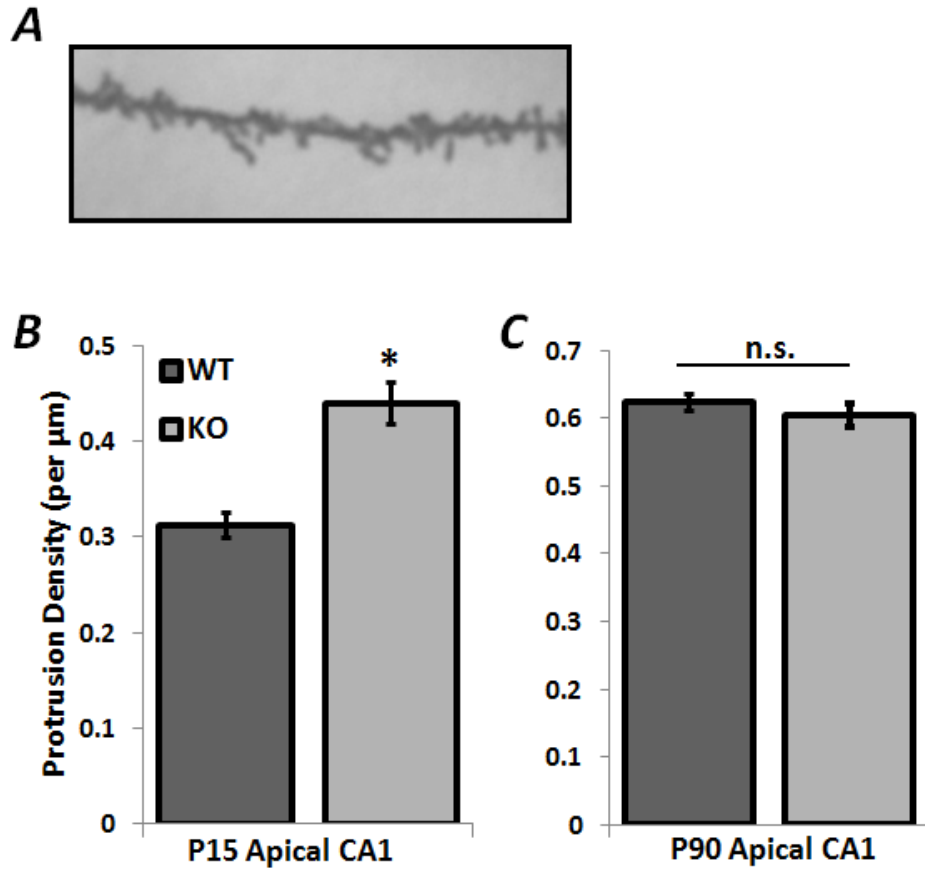 A
B
C
Protrusion Density (per µm)
0.5
0.4
0.3
0.2
0.1
0
WT
KO
*
P15 Apical CA1
0.7
0.6
0.5
0.4
0.3
0.2
0.1
0
n.s.
P90 Apical CA1